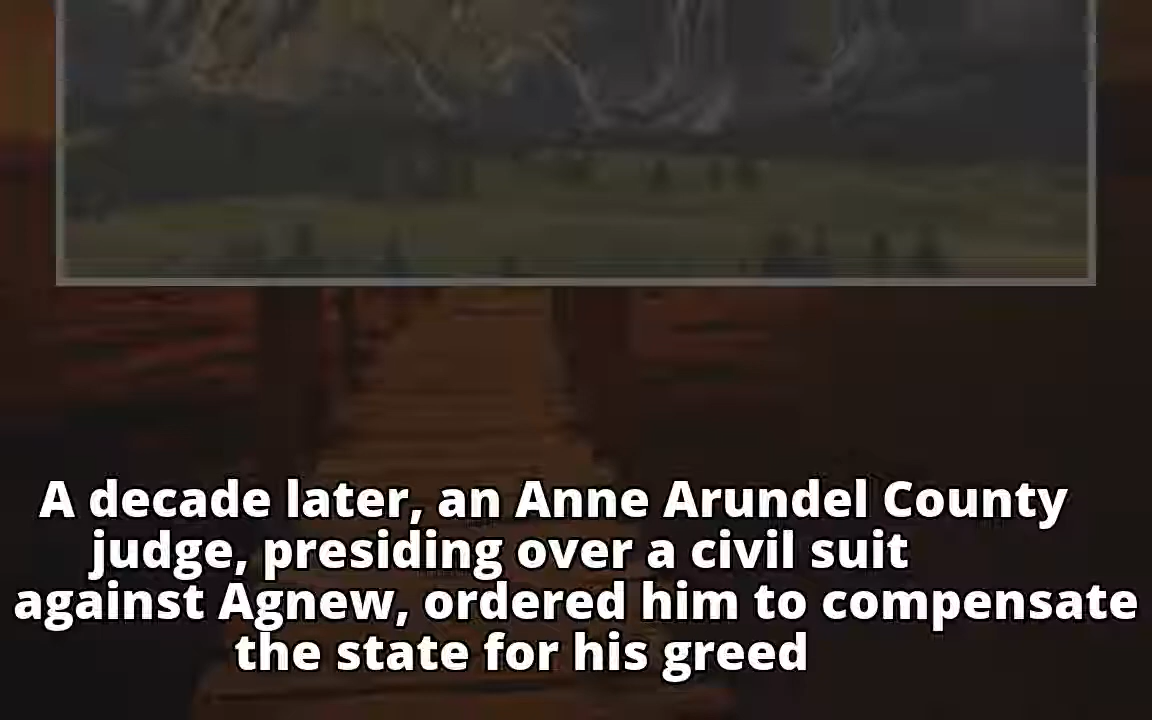 A decade later, an Anne Arundel County
judge, presiding over a civil suit
against Agnew, ordered him to compensate
the state for his greed